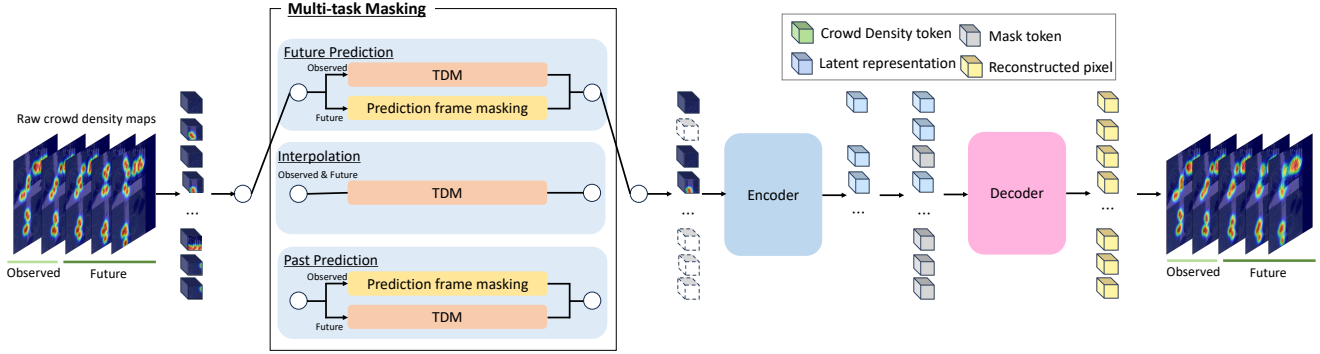 Multi-task Masking
Crowd Density token
Mask token
Latent representation
Reconstructed pixel
Future Prediction
Observed
TDM
Prediction frame masking
Future
Raw crowd density maps
Interpolation
Observed & Future
TDM
...
Encoder
...
...
Decoder
...
...
Past Prediction
Observed
Prediction frame masking
TDM
Future
Observed
Future
Observed
Future